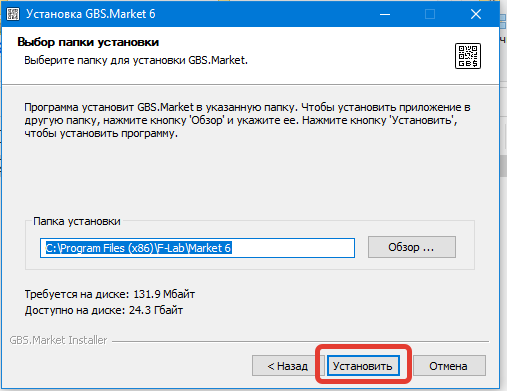 Установка GBS.Market 6
Выбор папки установки
Выберите папку для установки GBS.Market.
GBS
Программа установит GBS.Market в указанную папку. Чтобы установить приложение в
другую папку, нажмите кнопку 'Обзор' и укажите ее. Нажмите кнопку 'Установить',
чтобы установить программу.
Папка установки
C:\Program Files (x86)\F-Lab\Market 6
Обзор ...
Требуется на диске: 131.9 Мбайт
Доступно на диске: 24.3 Гбайт
GBS.Market Installer
< Назад
Установить
Отмена